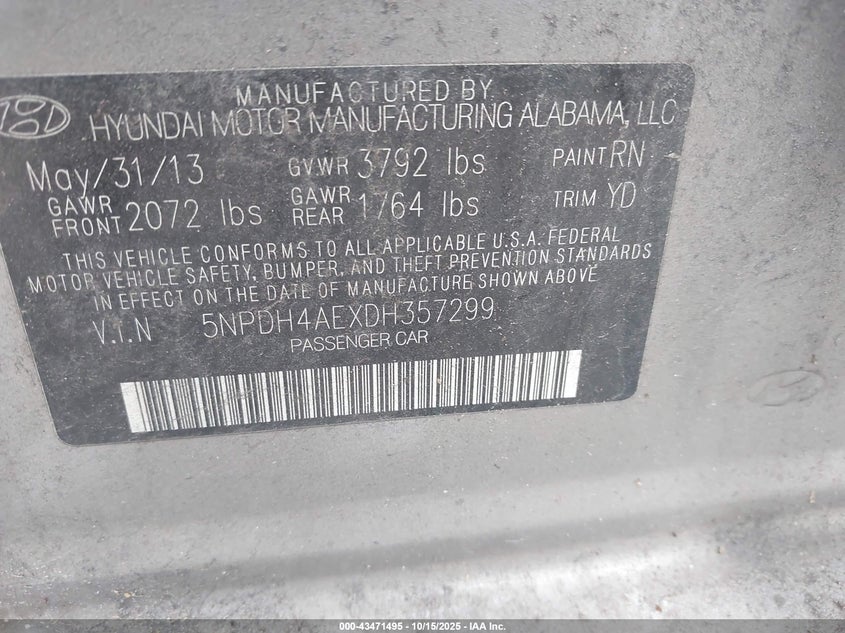 MANUFACTURED BY
HYUNDAI MOTOR MANUFACTURING ALABAMA, LLC
May/31/13 GVWR 3792 lbs PAINT RN
GAWR FRONT 2072 lbs GAWR REAR 1764 lbs TRIM YD
THIS VEHICLE CONFORMS TO ALL APPLICABLE U.S.A. FEDERAL
MOTOR VEHICLE SAFETY, BUMPER, AND THEFT PREVENTION STANDARDS
IN EFFECT ON THE DATE OF MANUFACTURE SHOWN ABOVE
V.I.N 5NPDH4AEXDH357299
PASSENGER CAR
000-43471495 | 10/15/2025 | IAA Inc.